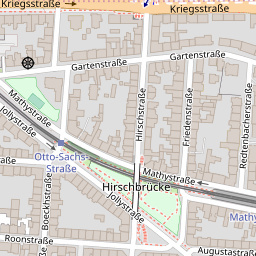 Kriegsstraße
Kriegsstraße
Gartenstraße
Gartenstraße
Mathystraße
Jollystraße
Hirschstraße
Friedenstraße
Redtenbacherstraße
Otto-Sachs-
Straße
Mathystraße
Hirschbrücke
Boeckhstraße
Jollystraße
Mathy
Roonstraße
Augustastraße